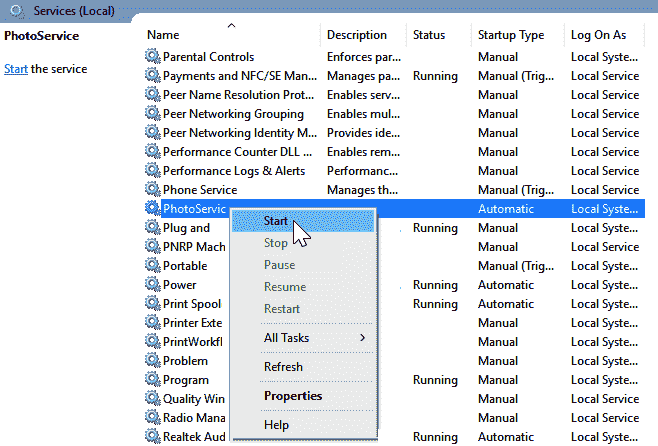 Services (Local)
PhotoService
Start the service
Name Description Status Startup Type Log On As
Parental Controls Enforces par... Manual Local Syste...
Payments and NFC/SE Man... Manages pa... Running Manual (Trig... Local Service
Peer Name Resolution Prot... Enables serv... Manual Local Service
Peer Networking Grouping Enables mul... Manual Local Service
Peer Networking Identity M... Provides ide... Manual Local Service
Performance Counter DLL ... Enables rem... Manual Local Service
Performance Logs & Alerts Performanc... Manual Local Service
Phone Service Manages th... Manual (Trig... Local Service
PhotoServic Automatic Local Syste...
Plug and Running Manual Local Syste...
PNRP Mach Manual Local Service
Portable Manual (Trig... Local Syste...
Power Running Automatic Local Syste...
Print Spool Running Automatic Local Syste...
Printer Exte Manual Local Syste...
PrintWorkfl Manual Local Syste...
Problem Manual Local Syste...
Program Running Manual Local Syste...
Quality Win Manual Local Service
Radio Mana Manual Local Service
Realtek Aud Running Automatic Local Syste...
Start
Stop
Pause
Resume
Restart
All Tasks
Refresh
Properties
Help